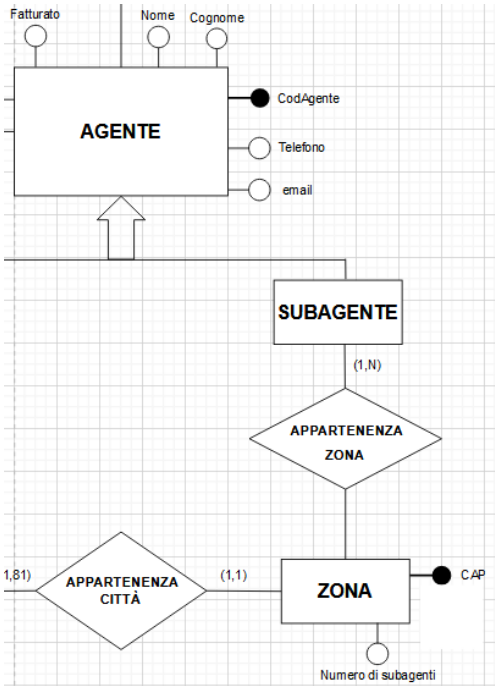 Fatturato
Nome
Cognome
AGENTE
CodAgente
Telefono
email
SUBAGENTE
(1,N)
APPARTENENZA
ZONA
1,81)
APPARTENENZA
CITTÀ
(1,1)
ZONA
CAP
Numero di subagenti